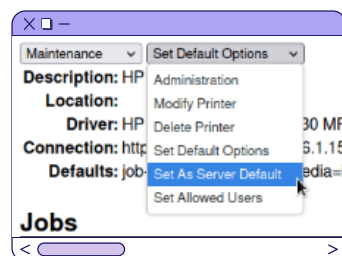 Maintenance Set Default Options
Description: HP Administration
Location: Modify Printer
Driver: HP Delete Printer 30 MF
Connection: http Set Default Options 6.1.15
Defaults: job- Set As Server Default edia=
Set Allowed Users
Jobs